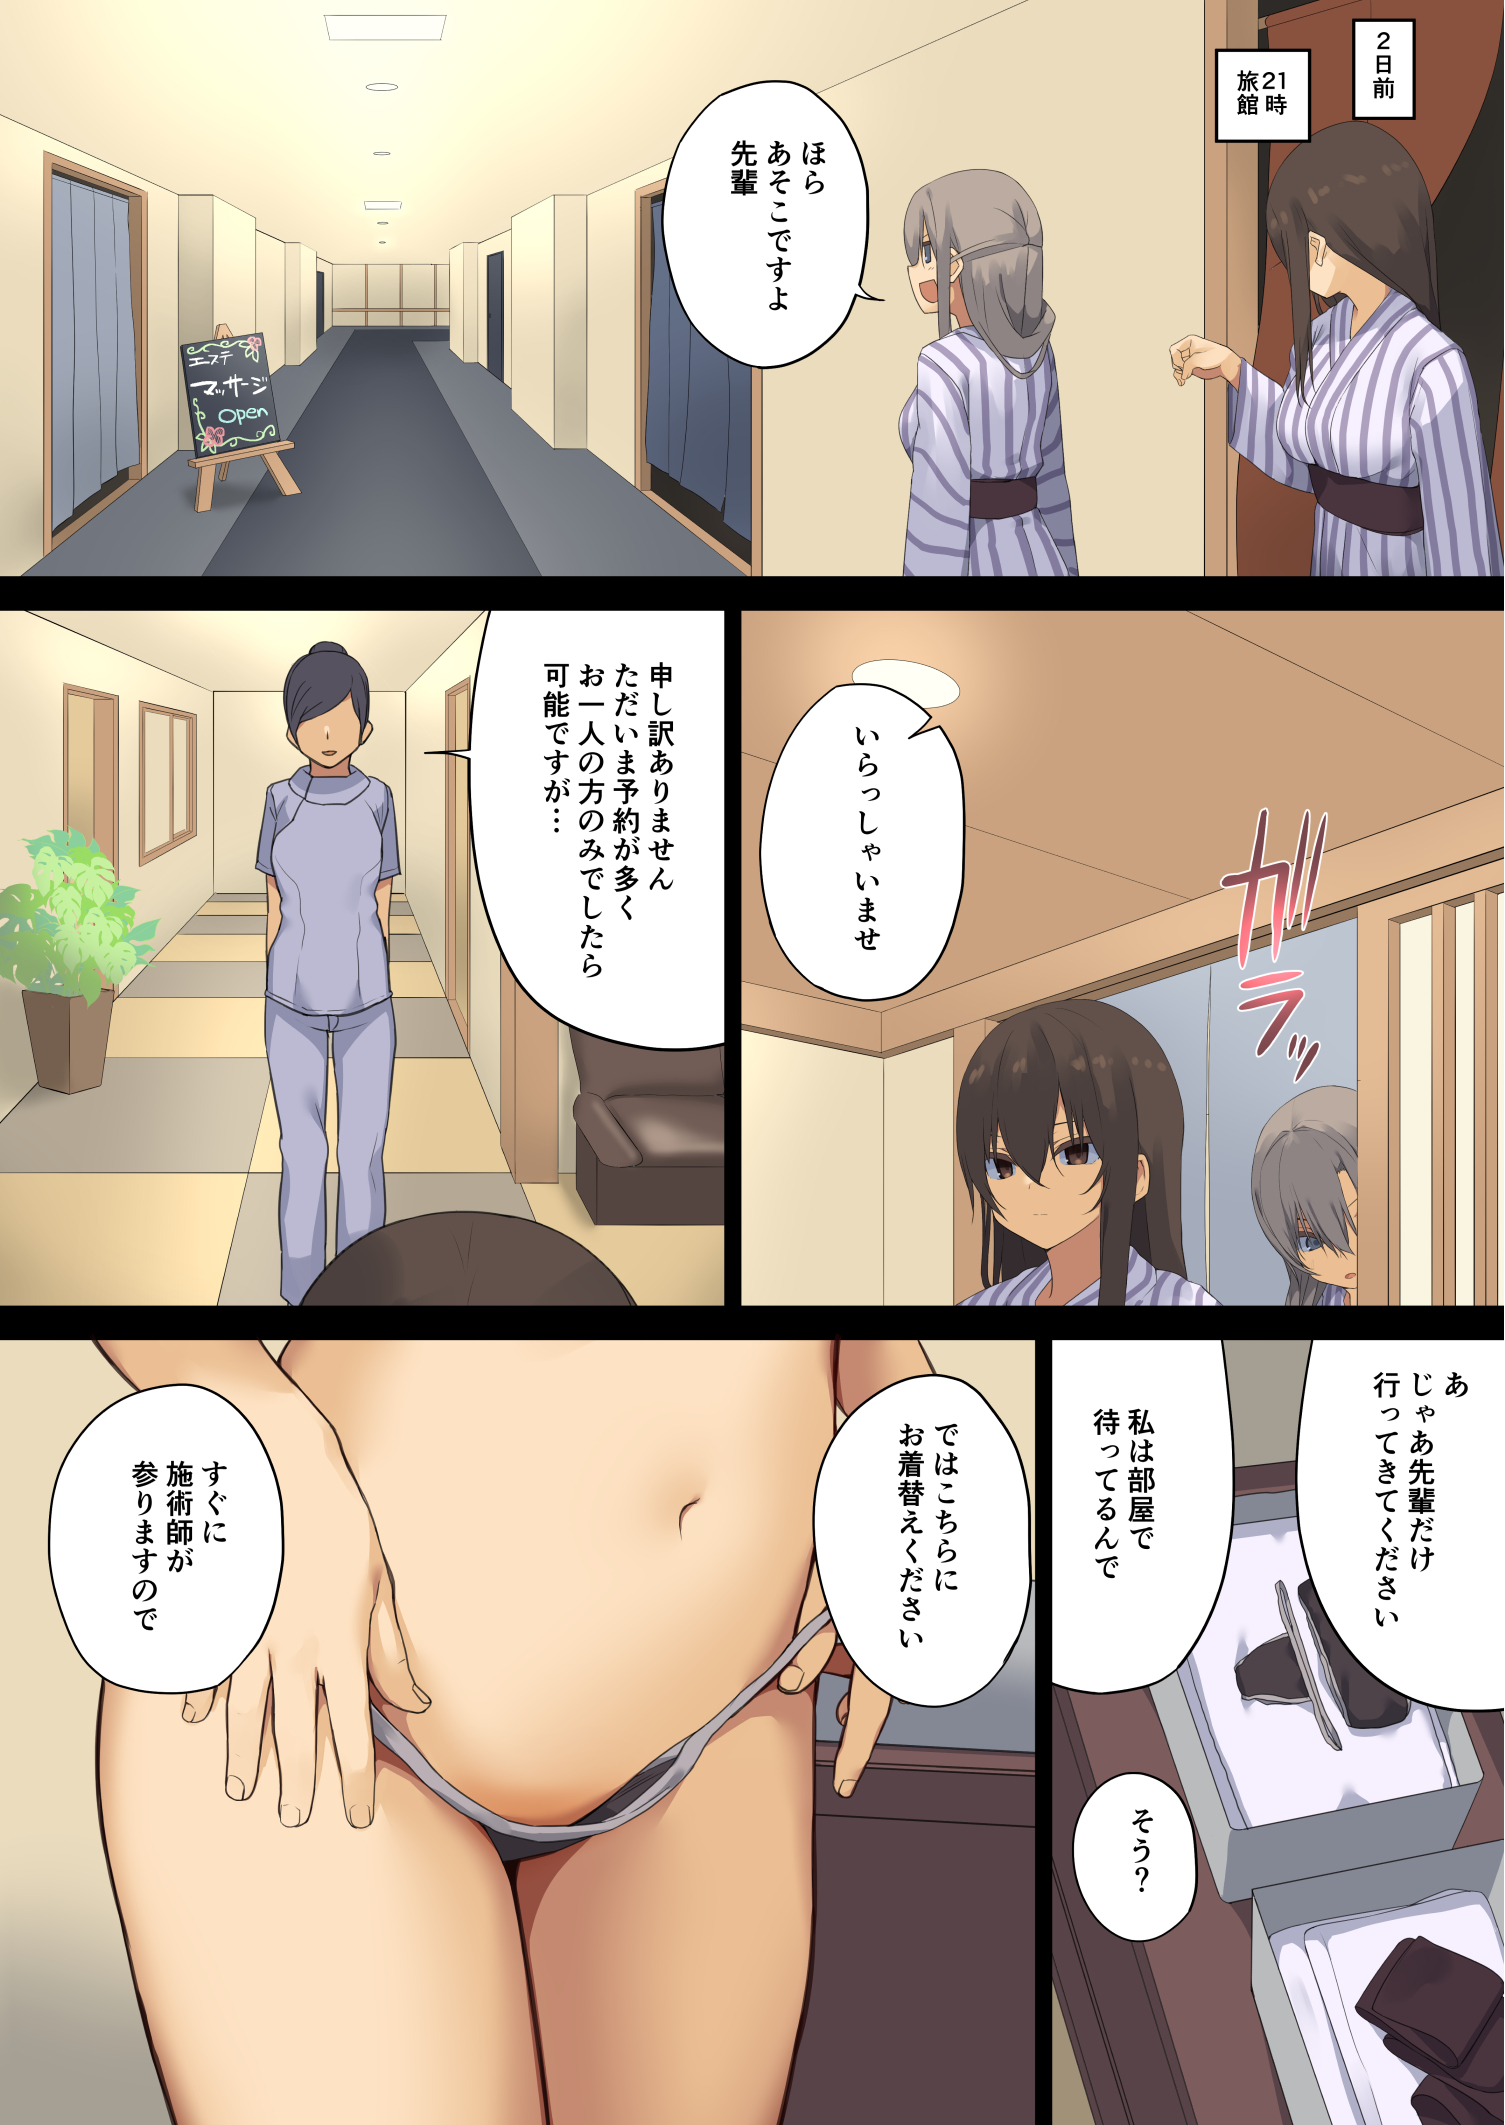 2日前
21時
旅館
ほら
あそこですよ
先輩
エステ
マッサージ
Open
いらっしゃいませ
ガラッ
申し訳ありません
ただいま予約が多く
お一人の方のみでしたら
可能ですが…
あ
じゃあ先輩だけ
行ってきてください
私は部屋で
待ってるんで
そう?
ではこちらに
お着替えください
すぐに
施術師が
参りますので